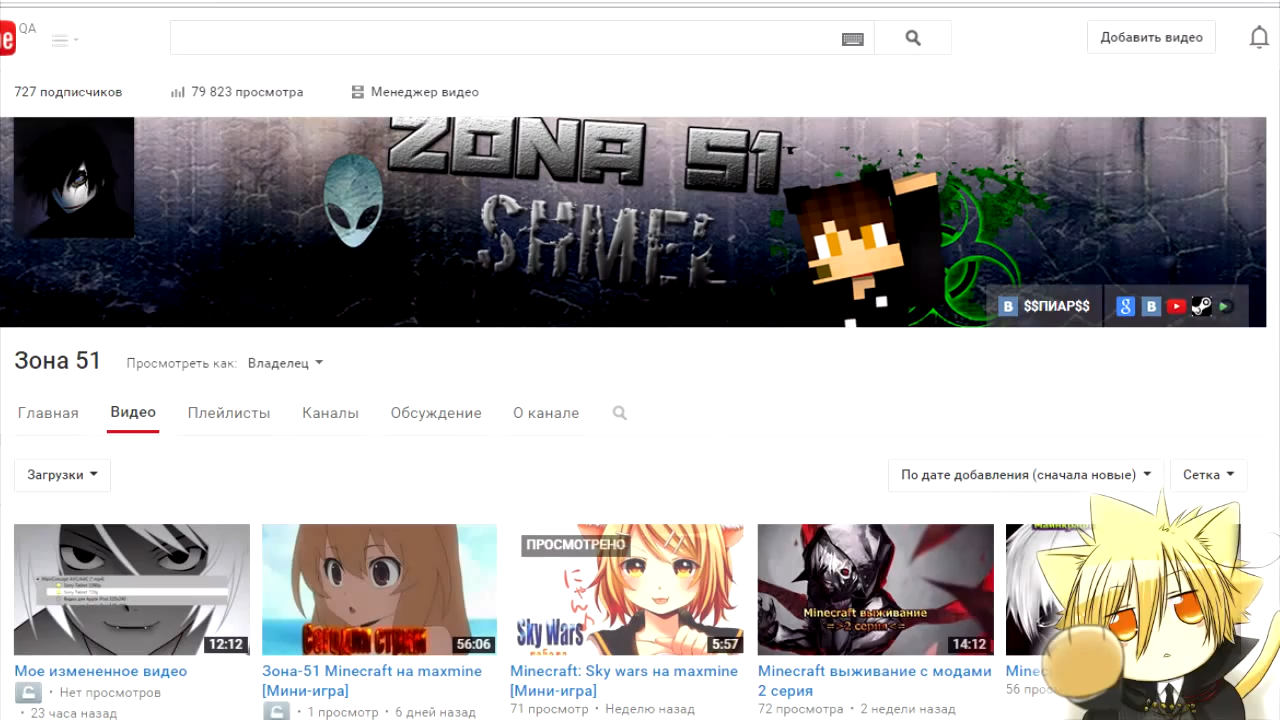 QA
Добавить видео
727 подписчиков
79 823 просмотра
Менеджер видео
ZONA 51
SHMEL
В $$ПИАР$$
Зона 51
Просмотреть как: Владелец
Главная
Видео
Плейлисты
Каналы
Обсуждение
О канале
Загрузки
По дате добавления (сначала новые)
Сетка
12:12
56:06
ПРОСМОТРЕНО
Sky Wars
5:57
Minecraft выживание
=>2 серия<=
14:12
Мое измененное видео
• Нет просмотров
• 23 часа назад
Зона-51 Minecraft на maxmine
[Мини-игра]
• 1 просмотр • 6 дней назад
Minecraft: Sky wars на maxmine
[Мини-игра]
71 просмотр • Неделю назад
Minecraft выживание с модами
2 серия
72 просмотра • 2 недели назад
56